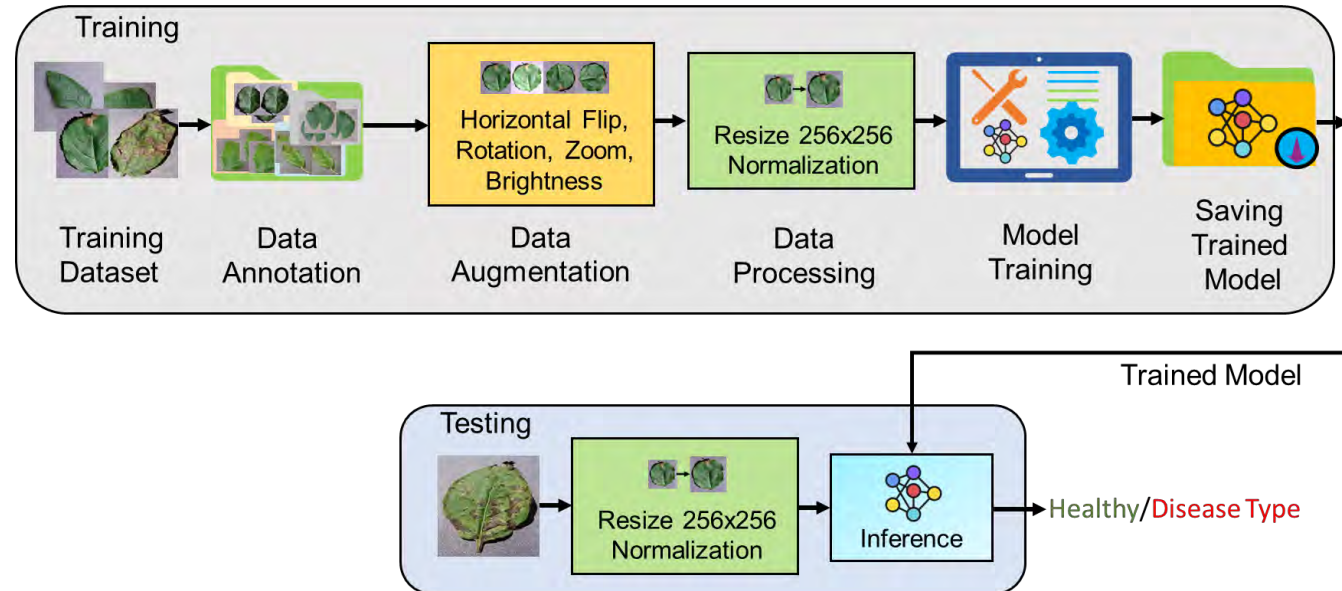 Training
Horizontal Flip,
Rotation, Zoom,
Brightness
Resize 256x256
Normalization
Training
Dataset
Data
Annotation
Data
Augmentation
Data
Processing
Model
Training
Saving
Trained
Model
Trained Model
Testing
Resize 256x256
Normalization
Inference
Healthy/Disease Type